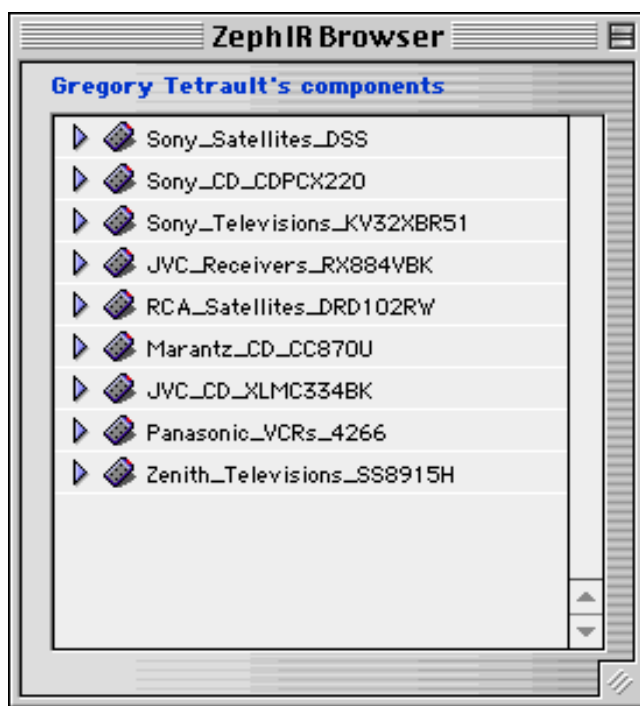 ZephIR Browser
Gregory Tetrault's components
Sony_Satellites_DSS
Sony_CD_CDPCX220
Sony_Televisions_KV32XBR51
JVC_Receivers_RX884VBK
RCA_Satellites_DRD102RW
Marantz_CD_CC870U
JVC_CD_XLMC334BK
Panasonic_VCRs_4266
Zenith_Televisions_SS8915H